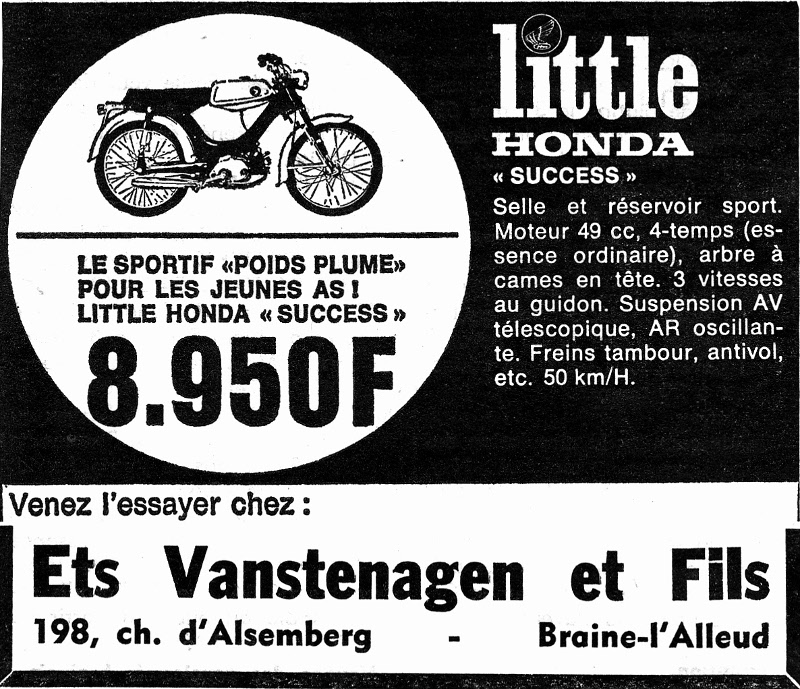 little
HONDA
« SUCCESS »
Selle et réservoir sport.
Moteur 49 cc, 4-temps (es-
sence ordinaire), arbre à
cames en tête. 3 vitesses
au guidon. Suspension AV
télescopique, AR oscillan-
te. Freins tambour, antivol,
etc. 50 km/H.
LE SPORTIF «POIDS PLUME»
POUR LES JEUNES AS !
LITTLE HONDA « SUCCESS »
8.950F
Venez l'essayer chez :
Ets Vanstenagen et Fils
198, ch. d'Alsemberg - Braine-l'Alleud